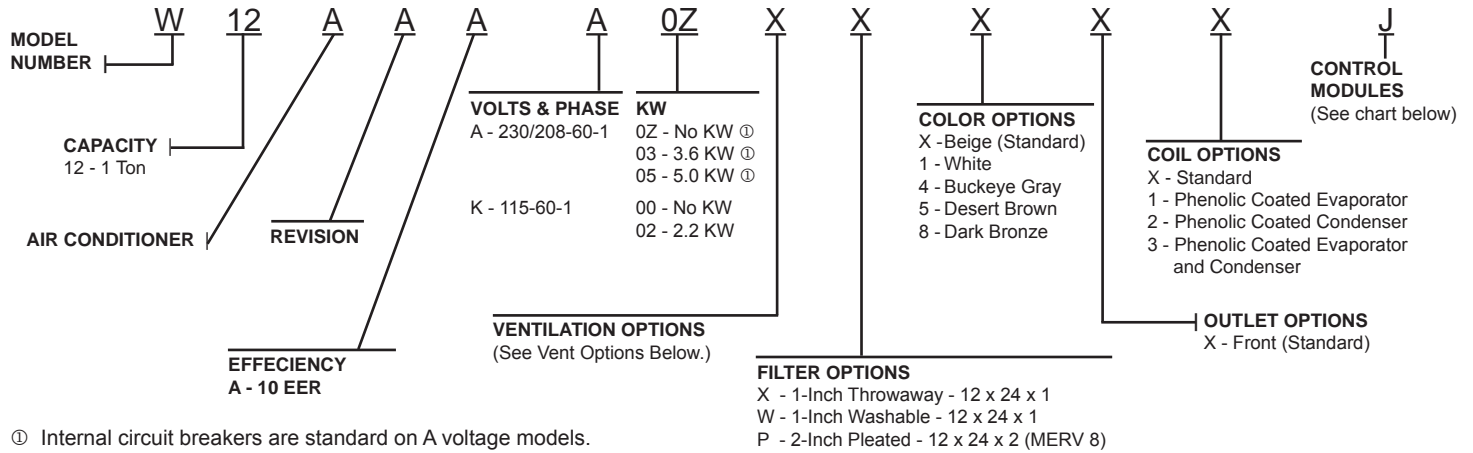 W 12 A A A A 0Z X X X X X J
MODEL
NUMBER
CAPACITY
12 - 1 Ton
AIR CONDITIONER
REVISION
EFFECIENCY
A - 10 EER
VOLTS & PHASE
A - 230/208-60-1
K - 115-60-1
KW
0Z - No KW ①
03 - 3.6 KW ①
05 - 5.0 KW ①
00 - No KW
02 - 2.2 KW
VENTILATION OPTIONS
(See Vent Options Below.)
FILTER OPTIONS
X - 1-Inch Throwaway - 12 x 24 x 1
W - 1-Inch Washable - 12 x 24 x 1
P - 2-Inch Pleated - 12 x 24 x 2 (MERV 8)
COLOR OPTIONS
X - Beige (Standard)
1 - White
4 - Buckeye Gray
5 - Desert Brown
8 - Dark Bronze
OUTLET OPTIONS
X - Front (Standard)
COIL OPTIONS
X - Standard
1 - Phenolic Coated Evaporator
2 - Phenolic Coated Condenser
3 - Phenolic Coated Evaporator
and Condenser
CONTROL
MODULES
(See chart below)
① Internal circuit breakers are standard on A voltage models.